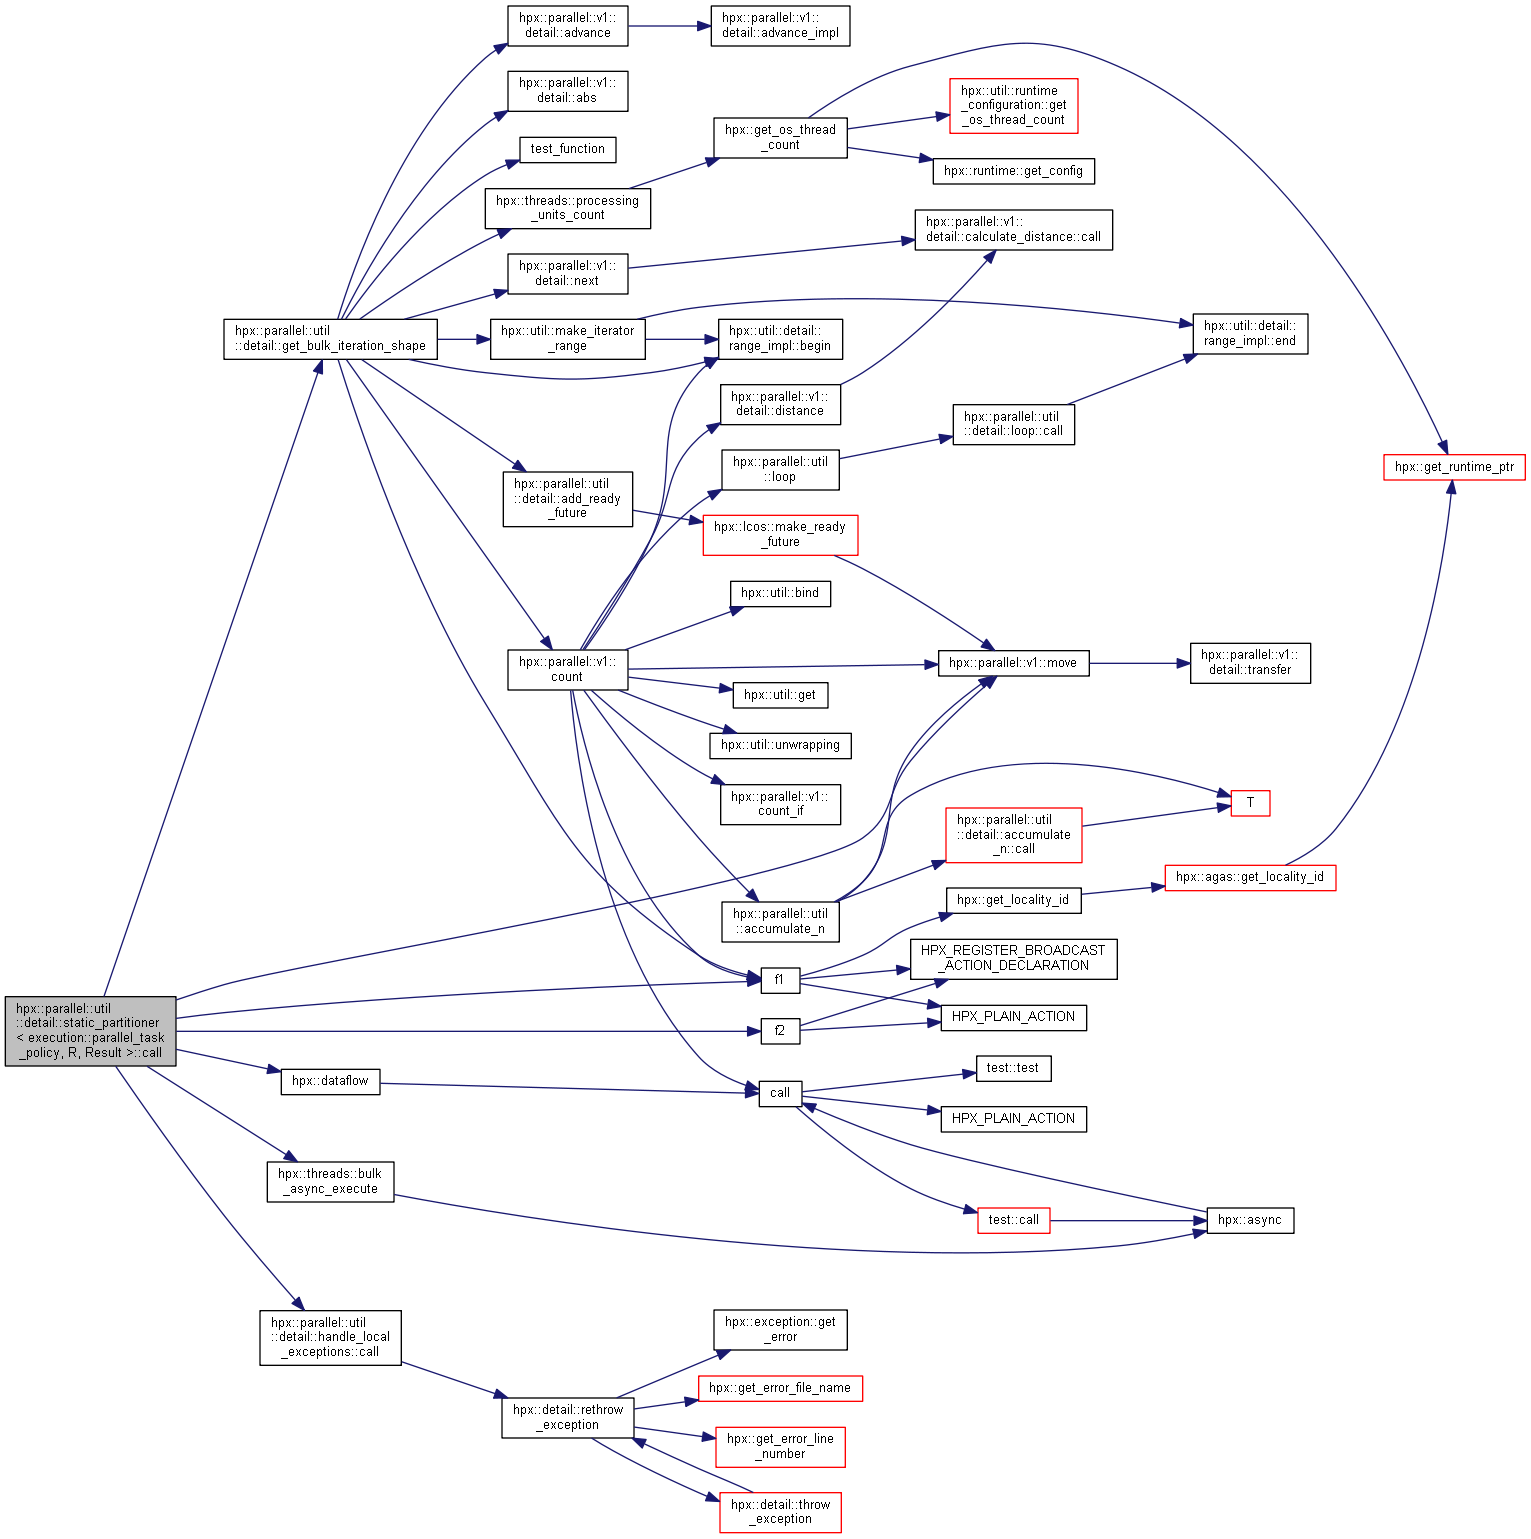 hpx::parallel::v1::
detail::advance
hpx::parallel::v1::
detail::advance_impl
hpx::parallel::v1::
detail::abs
hpx::util::runtime
_configuration::get
_os_thread_count
hpx::get_os_thread
_count
test_function
hpx::runtime::get_config
hpx::threads::processing
_units_count
hpx::parallel::v1::
detail::calculate_distance::call
hpx::parallel::v1::
detail::next
hpx::parallel::util
::detail::get_bulk_iteration_shape
hpx::util::make_iterator
_range
hpx::util::detail::
range_impl::begin
hpx::util::detail::
range_impl::end
hpx::parallel::v1::
detail::distance
hpx::parallel::util
::detail::loop::call
hpx::parallel::util
::loop
hpx::get_runtime_ptr
hpx::parallel::util
::detail::add_ready
_future
hpx::lcos::make_ready
_future
hpx::util::bind
hpx::parallel::v1::
count
hpx::parallel::v1::move
hpx::parallel::v1::
detail::transfer
hpx::util::get
hpx::util::unwrapping
hpx::parallel::v1::
count_if
T
hpx::parallel::util
::detail::accumulate
_n::call
hpx::agas::get_locality_id
hpx::get_locality_id
hpx::parallel::util
::accumulate_n
HPX_REGISTER_BROADCAST
_ACTION_DECLARATION
f1
HPX_PLAIN_ACTION
hpx::parallel::util
::detail::static_partitioner
< execution::parallel_task
_policy, R, Result >::call
f2
test::test
hpx::dataflow
call
HPX_PLAIN_ACTION
hpx::threads::bulk
_async_execute
test::call
hpx::async
hpx::parallel::util
::detail::handle_local
_exceptions::call
hpx::exception::get
_error
hpx::get_error_file_name
hpx::detail::rethrow
_exception
hpx::get_error_line
_number
hpx::detail::throw
_exception